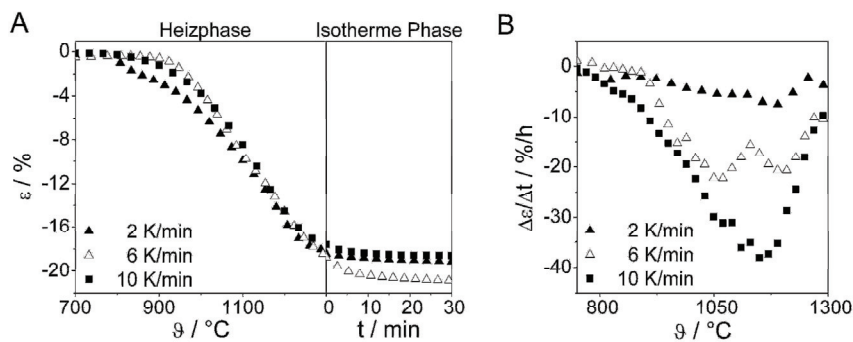 A
Heizphase
Isotherme Phase
0
-4
-8
-12
-16
-20
ε / %
2 K/min
6 K/min
10 K/min
700
900
1100
0
10
20
30
ϑ / °C
t / min
B
0
-10
-20
-30
-40
Δε/Δt / %/h
2 K/min
6 K/min
10 K/min
800
1050
1300
ϑ / °C